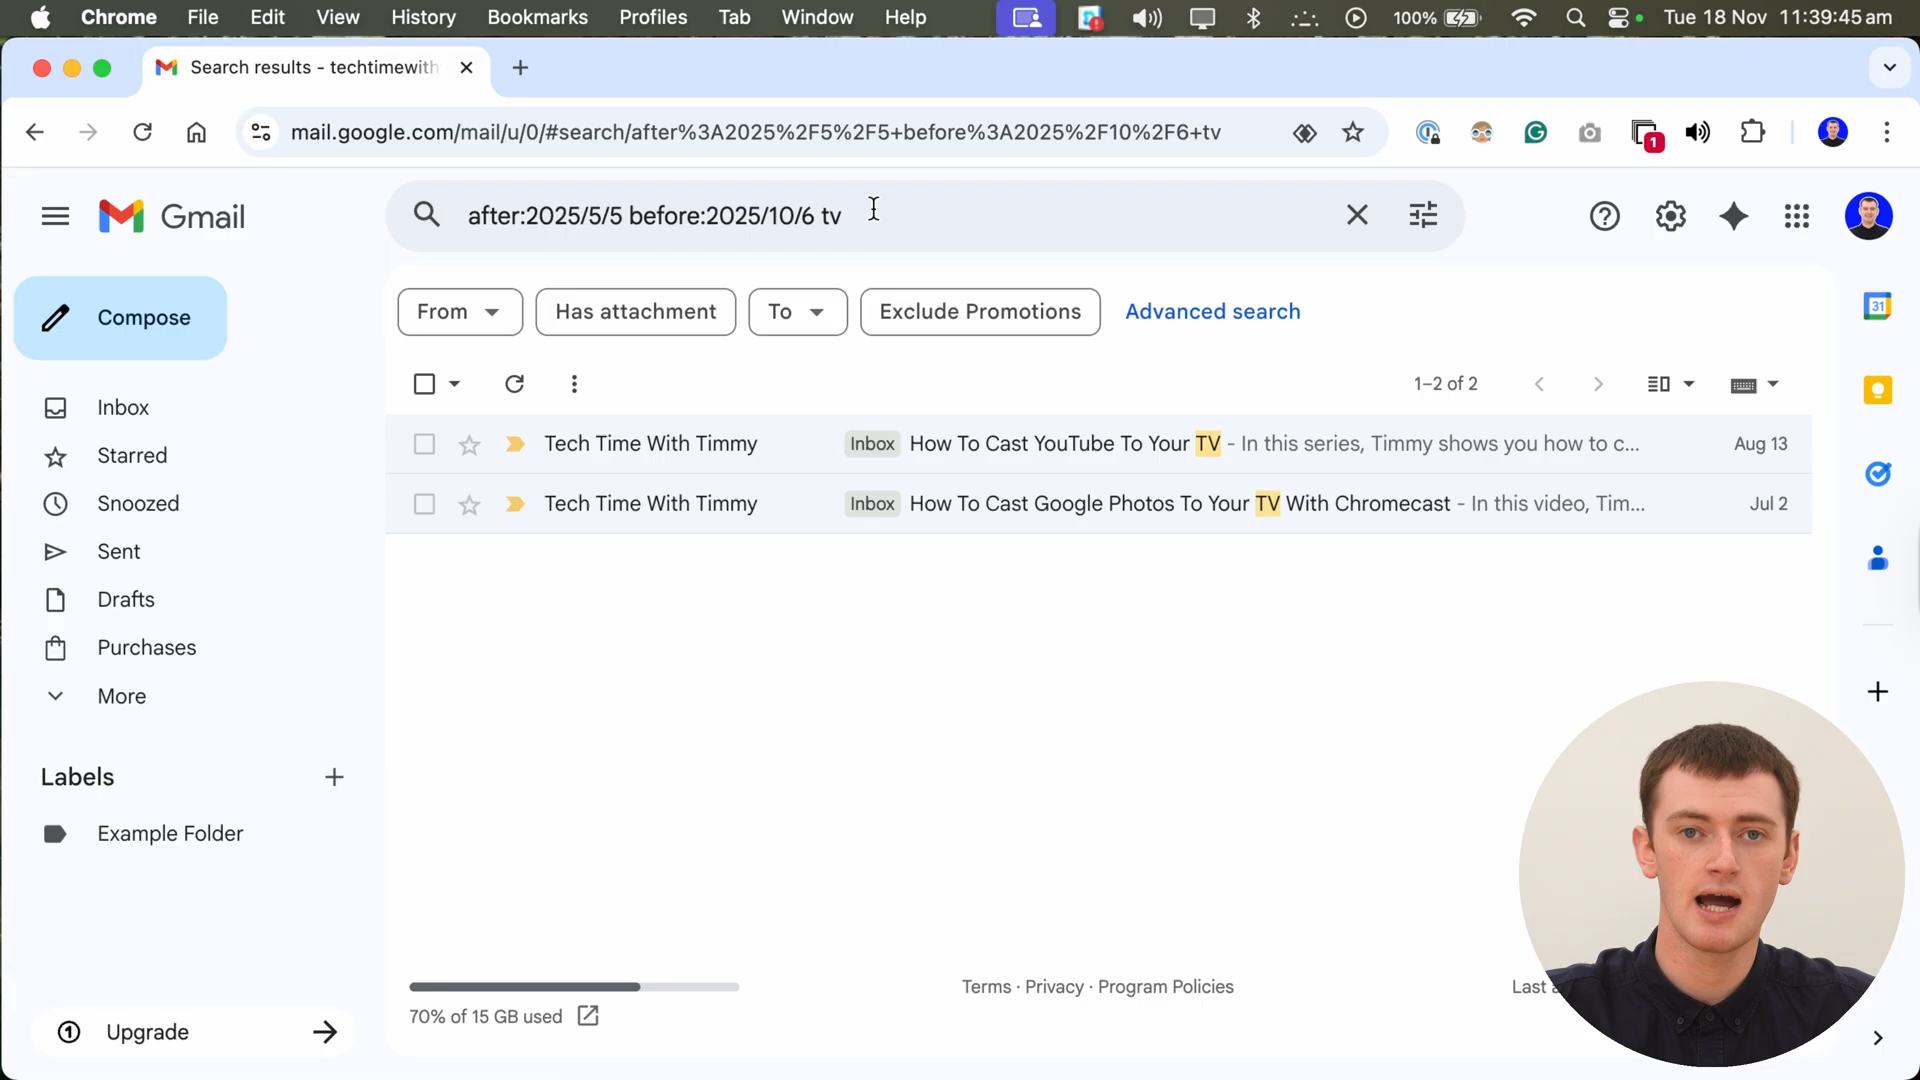 Chrome File Edit View History Bookmarks Profiles Tab Window Help 100% Tue 18 Nov 11:39:45 am
Search results - techtimewith
mail.google.com/mail/u/0/#search/after%3A2025%2F5%2F5+before%3A2025%2F10%2F6+tv
1
Gmail
after:2025/5/5 before:2025/10/6 tv
Compose
From Has attachment To Exclude Promotions Advanced search
31
1–2 of 2
Inbox
Starred
Snoozed
Sent
Drafts
Purchases
More
Tech Time With Timmy Inbox How To Cast YouTube To Your TV - In this series, Timmy shows you how to c... Aug 13
Tech Time With Timmy Inbox How To Cast Google Photos To Your TV With Chromecast - In this video, Tim... Jul 2
Labels
Example Folder
Terms · Privacy · Program Policies
Last
70% of 15 GB used
1 Upgrade